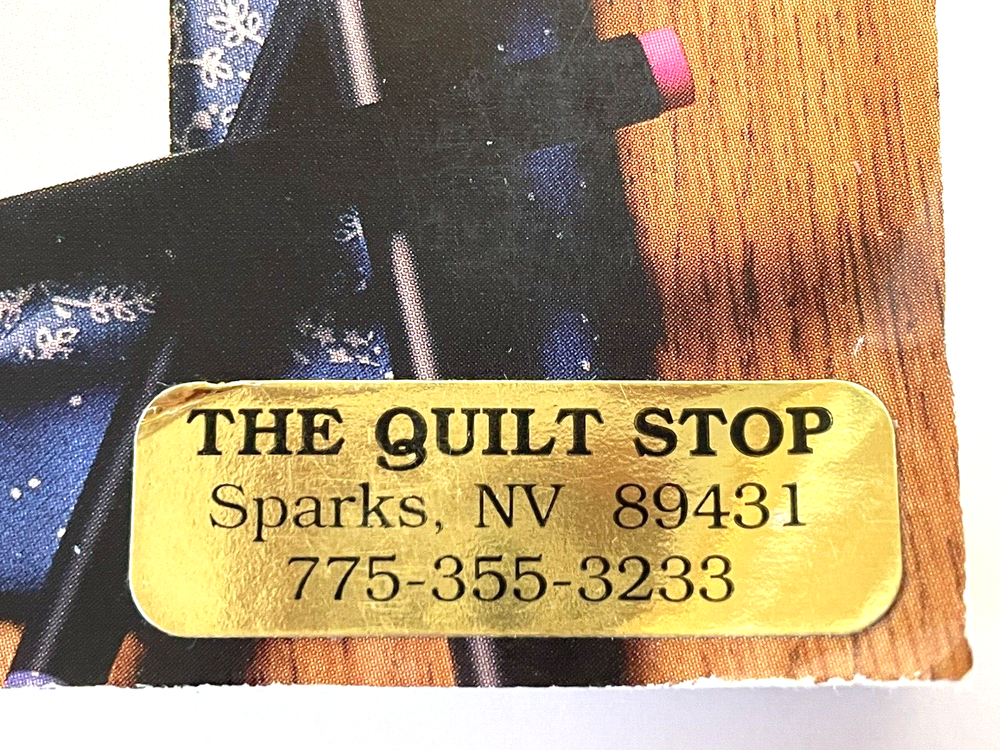 THE QUILT STOP
Sparks, NV 89431
775-355-3233